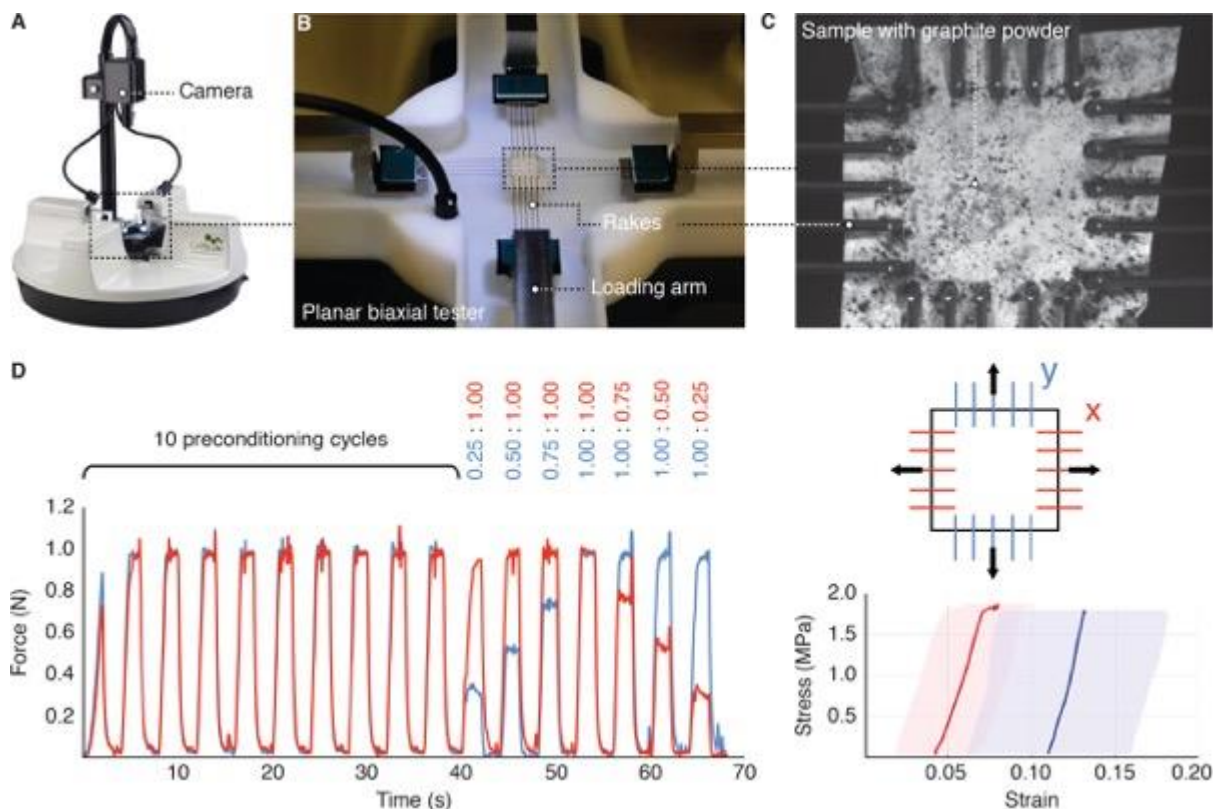 A
Camera
B
Rakes
Loading arm
Planar biaxial tester
C
Sample with graphite powder
D
10 preconditioning cycles
0.25 : 1.00
0.50 : 1.00
0.75 : 1.00
1.00 : 1.00
1.00 : 0.75
1.00 : 0.50
1.00 : 0.25
1.2
1.0
0.8
0.6
0.4
0.2
Force (N)
10 20 30 40 50 60 70
Time (s)
y
x
2.0
1.5
1.0
0.5
Stress (MPa)
0.05 0.10 0.15 0.20
Strain